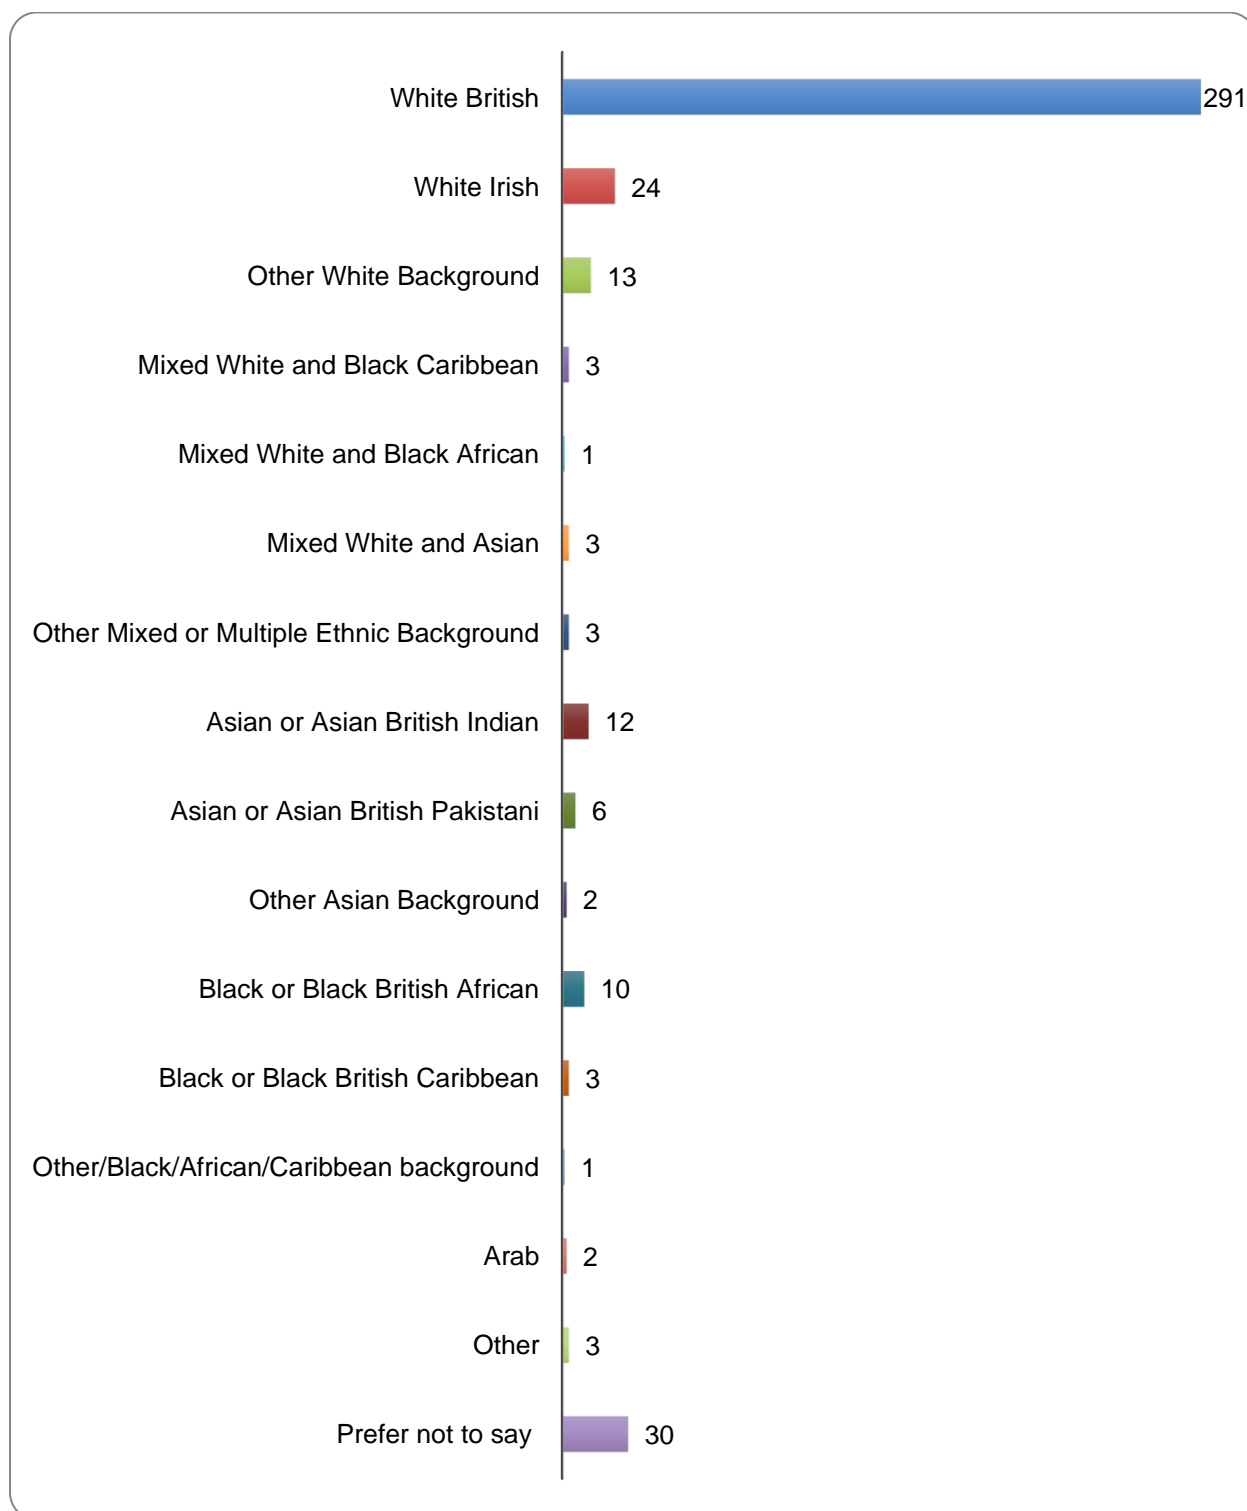 White British 291
White Irish 24
Other White Background 13
Mixed White and Black Caribbean 3
Mixed White and Black African 1
Mixed White and Asian 3
Other Mixed or Multiple Ethnic Background 3
Asian or Asian British Indian 12
Asian or Asian British Pakistani 6
Other Asian Background 2
Black or Black British African 10
Black or Black British Caribbean 3
Other/Black/African/Caribbean background 1
Arab 2
Other 3
Prefer not to say 30